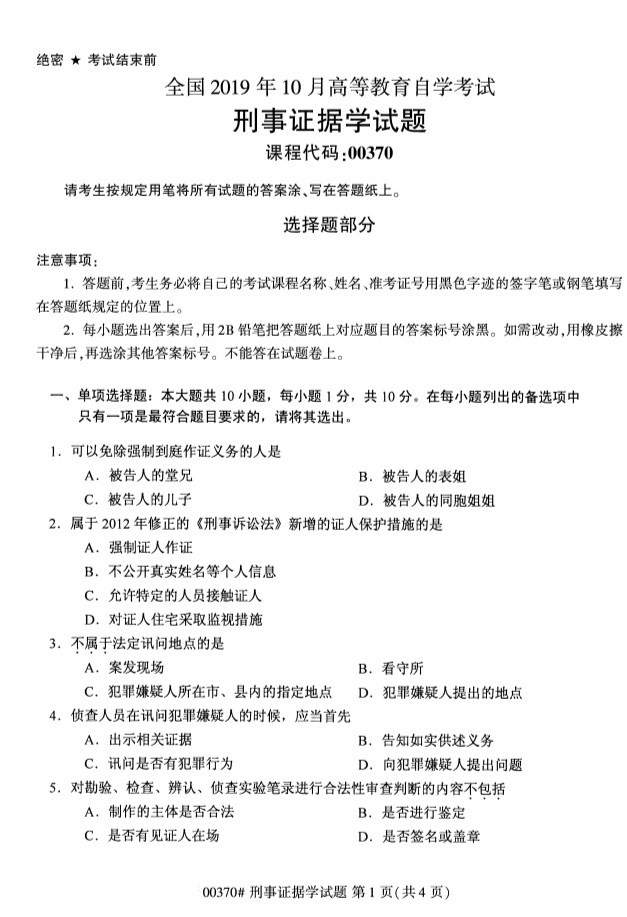 绝密 ★ 考试结束前
全国 2019 年 10 月高等教育自学考试
刑事证据学试题
课程代码:00370
请考生按规定用笔将所有试题的答案涂、写在答题纸上。
选择题部分
注意事项:
1. 答题前,考生务必将自己的考试课程名称、姓名、准考证号用黑色字迹的签字笔或钢笔填写
在答题纸规定的位置上。
2. 每小题选出答案后,用 2B 铅笔把答题纸上对应题目的答案标号涂黑。如需改动,用橡皮擦
干净后,再选涂其他答案标号。不能答在试题卷上。
一、单项选择题：本大题共 10 小题，每小题 1 分，共 10 分。在每小题列出的备选项中
只有一项是最符合题目要求的，请将其选出。
1．可以免除强制到庭作证义务的人是
A．被告人的堂兄 B．被告人的表姐
C．被告人的儿子 D．被告人的同胞姐姐
2．属于 2012 年修正的《刑事诉讼法》新增的证人保护措施的是
A．强制证人作证
B．不公开真实姓名等个人信息
C．允许特定的人员接触证人
D．对证人住宅采取监视措施
3．不属于法定讯问地点的是
A．案发现场 B．看守所
C．犯罪嫌疑人所在市、县内的指定地点 D．犯罪嫌疑人提出的地点
4．侦查人员在讯问犯罪嫌疑人的时候，应当首先
A．出示相关证据 B．告知如实供述义务
C．讯问是否有犯罪行为 D．向犯罪嫌疑人提出问题
5．对勘验、检查、辨认、侦查实验笔录进行合法性审查判断的内容不包括
A．制作的主体是否合法 B．是否进行鉴定
C．是否有见证人在场 D．是否签名或盖章
00370# 刑事证据学试题 第 1 页(共 4 页)